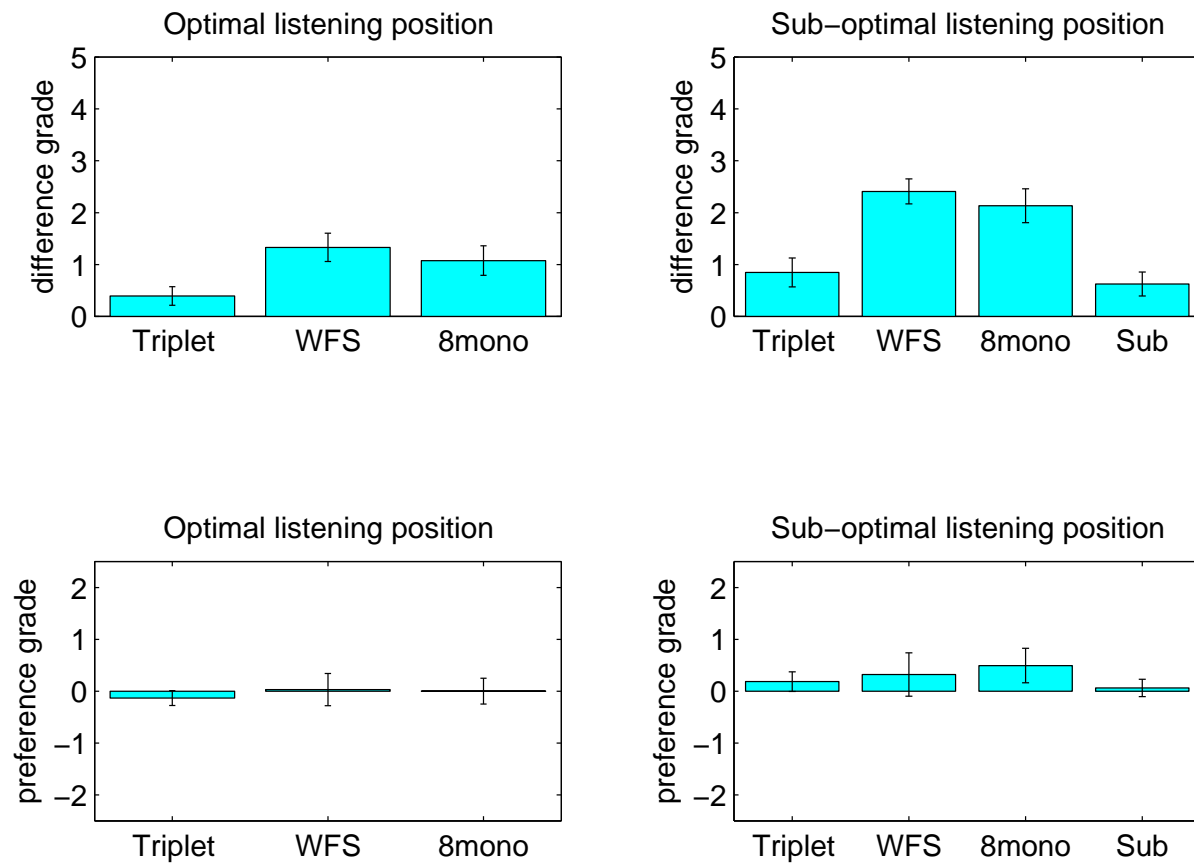 Optimal listening position
5
4
3
2
1
0
difference grade
Triplet WFS 8mono
Sub−optimal listening position
5
4
3
2
1
0
difference grade
Triplet WFS 8mono Sub
Optimal listening position
2
1
0
−1
−2
preference grade
Triplet WFS 8mono
Sub−optimal listening position
2
1
0
−1
−2
preference grade
Triplet WFS 8mono Sub